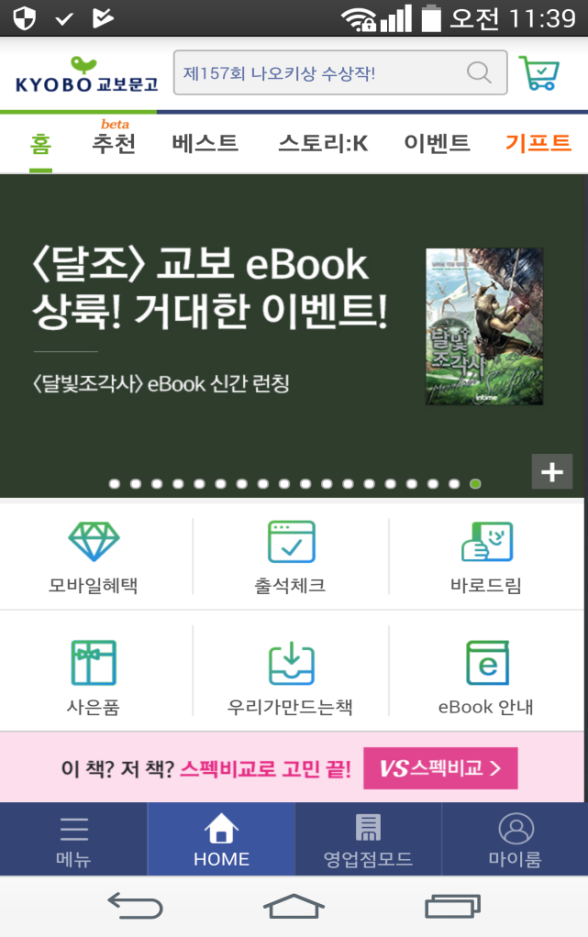 오전 11:39
KYOBO 교보문고
제157회 나오키상 수상작!
beta
홈 추천 베스트 스토리:K 이벤트 기프트
〈달조〉 교보 eBook
상륙! 거대한 이벤트!
〈달빛조각사〉 eBook 신간 런칭
달빛
조각사
intime
모바일혜택 출석체크 바로드림
사은품 우리가만드는책 eBook 안내
이 책? 저 책? 스펙비교로 고민 끝! VS스펙비교 >
메뉴 HOME 영업점모드 마이룸